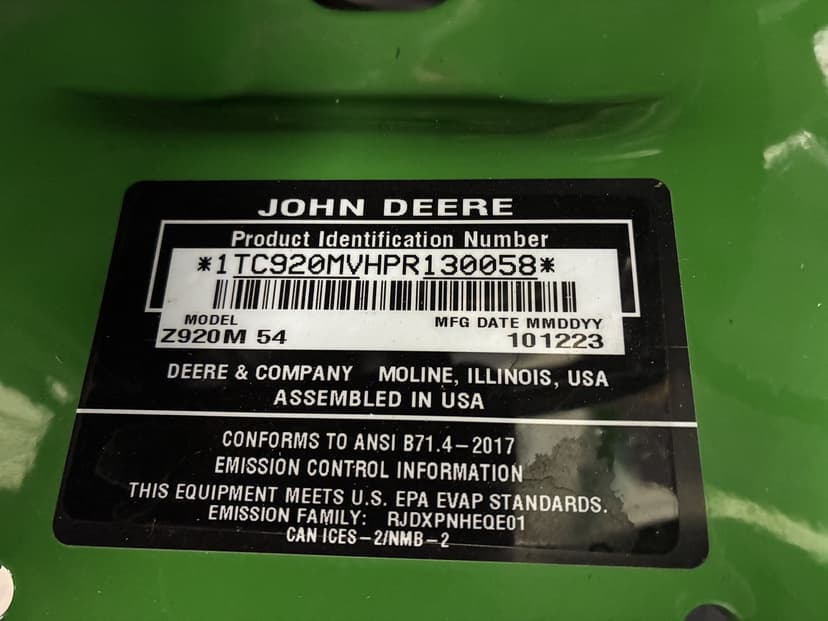 JOHN DEERE
Product Identification Number
*1TC920MVHPR130058*
MODEL
MFG DATE MMDDYY
Z920M 54
101223
DEERE & COMPANY MOLINE, ILLINOIS, USA
ASSEMBLED IN USA
CONFORMS TO ANSI B71.4-2017
EMISSION CONTROL INFORMATION
THIS EQUIPMENT MEETS U.S. EPA EVAP STANDARDS.
EMISSION FAMILY: RJDXPNHEQE01
CAN ICES-2/NMB-2